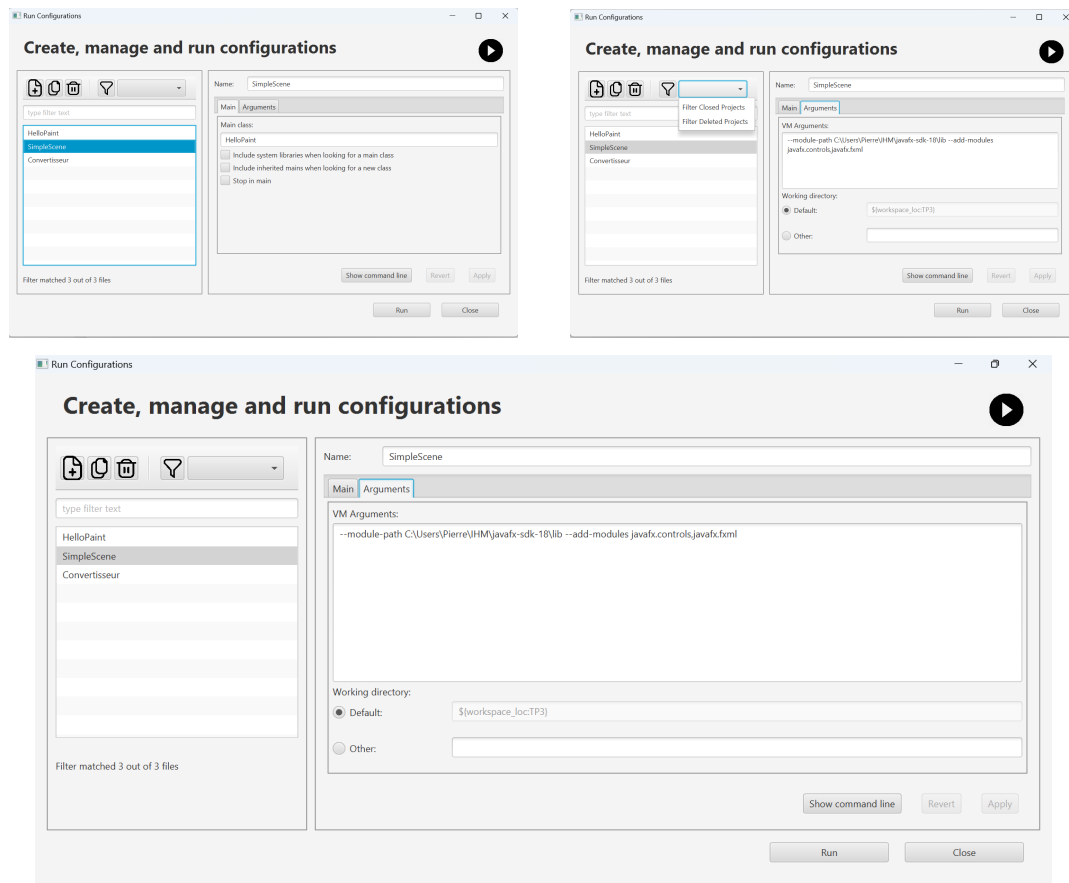 Run Configurations
Create, manage and run configurations
type filter text
HelloPaint
SimpleScene
Convertisseur
Filter matched 3 out of 3 files
Name: SimpleScene
Main Arguments
Main class:
HelloPaint
Include system libraries when looking for a main class
Include inherited mains when looking for a new class
Stop in main
Show command line Revert Apply
Run Close
Run Configurations
Create, manage and run configurations
Filter Closed Projects
Filter Deleted Projects
type filter text
HelloPaint
SimpleScene
Convertisseur
Filter matched 3 out of 3 files
Name: SimpleScene
Main Arguments
VM Arguments:
--module-path C:\Users\Pierre\IHM\javafx-sdk-18\lib --add-modules
javafx.controls,javafx.fxml
Working directory:
Default: ${workspace_loc:TP3}
Other:
Show command line Revert Apply
Run Close
Run Configurations
Create, manage and run configurations
type filter text
HelloPaint
SimpleScene
Convertisseur
Filter matched 3 out of 3 files
Name: SimpleScene
Main Arguments
VM Arguments:
--module-path C:\Users\Pierre\IHM\javafx-sdk-18\lib --add-modules javafx.controls,javafx.fxml
Working directory:
Default: ${workspace_loc:TP3}
Other:
Show command line Revert Apply
Run Close